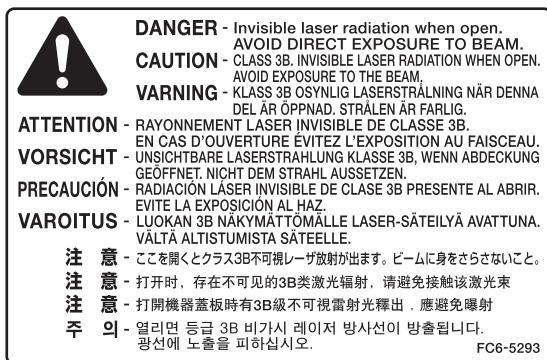 DANGER - Invisible laser radiation when open.
AVOID DIRECT EXPOSURE TO BEAM.
CAUTION - CLASS 3B. INVISIBLE LASER RADIATION WHEN OPEN.
AVOID EXPOSURE TO THE BEAM.
VARNING - KLASS 3B OSYNLIG LASERSTRÅLNING NÄR DENNA
DEL ÄR ÖPPNAD. STRÅLEN ÄR FARLIG.
ATTENTION - RAYONNEMENT LASER INVISIBLE DE CLASSE 3B.
EN CAS D'OUVERTURE ÉVITEZ L'EXPOSITION AU FAISCEAU.
VORSICHT - UNSICHTBARE LASERSTRAHLUNG KLASSE 3B, WENN ABDECKUNG
GEÖFFNET. NICHT DEM STRAHL AUSSETZEN.
PRECAUCIÓN - RADIACIÓN LÁSER INVISIBLE DE CLASE 3B PRESENTE AL ABRIR.
EVITE LA EXPOSICIÓN AL HAZ.
VAROITUS - LUOKAN 3B NÄKYMÄTTÖMÄLLE LASER-SÄTEILYÄ AVATTUNA.
VÄLTÄ ALTISTUMISTA SÄTEELLE.
注 意 - ここを開くとクラス3B不可視レーザ放射が出ます。ビームに身をさらさないこと。
注 意 - 打开时，存在不可见的3B类激光辐射，请避免接触该激光束
注 意 - 打開機器蓋板時有3B級不可視雷射光釋出．應避免曝射
주 의 - 열리면 등급 3B 비가시 레이저 방사선이 방출됩니다.
광선에 노출을 피하십시오.
FC6-5293